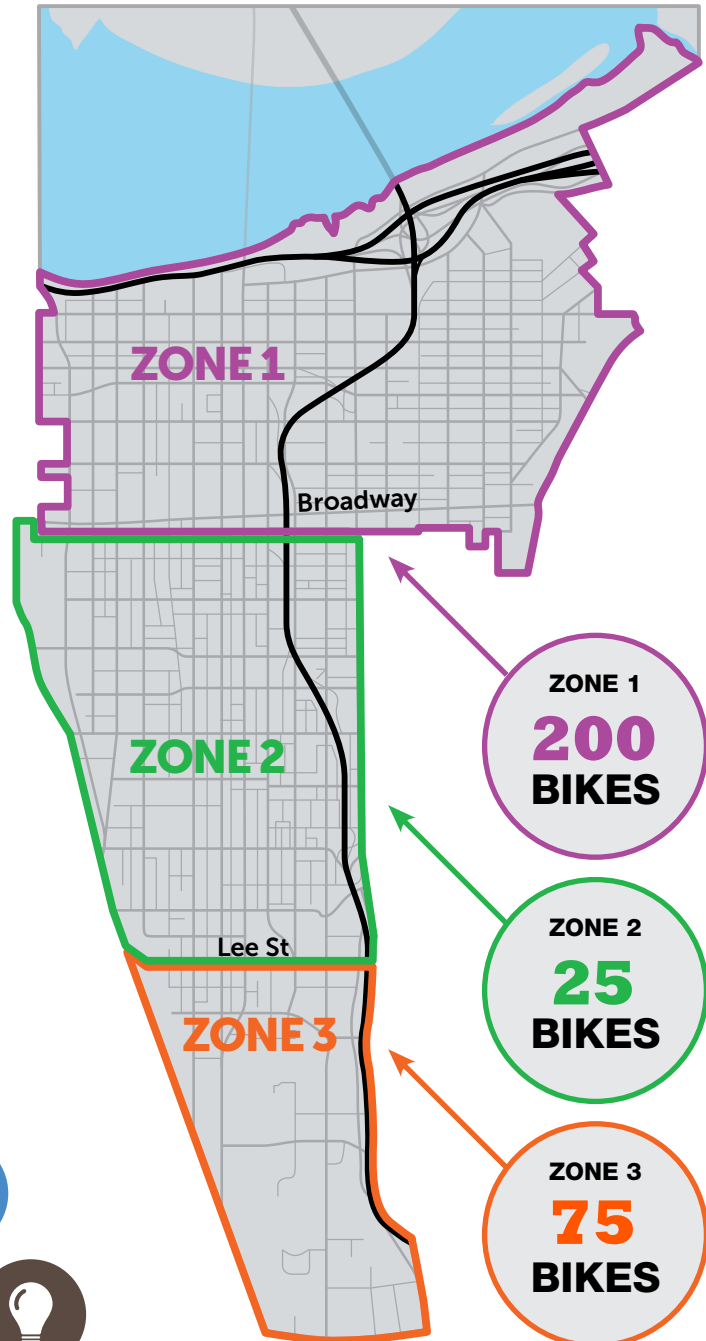 ZONE 1
Broadway
ZONE 1
200
BIKES
ZONE 2
ZONE 2
25
BIKES
Lee St
ZONE 3
ZONE 3
75
BIKES